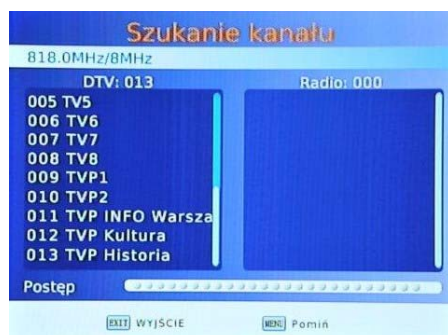 Szukanie kanału
818.0MHz/8MHz
DTV: 013 Radio: 000
005 TV5
006 TV6
007 TV7
008 TV8
009 TVP1
010 TVP2
011 TVP INFO Warsza
012 TVP Kultura
013 TVP Historia
Postęp
EXIT WYJŚCIE MENU Pomiń